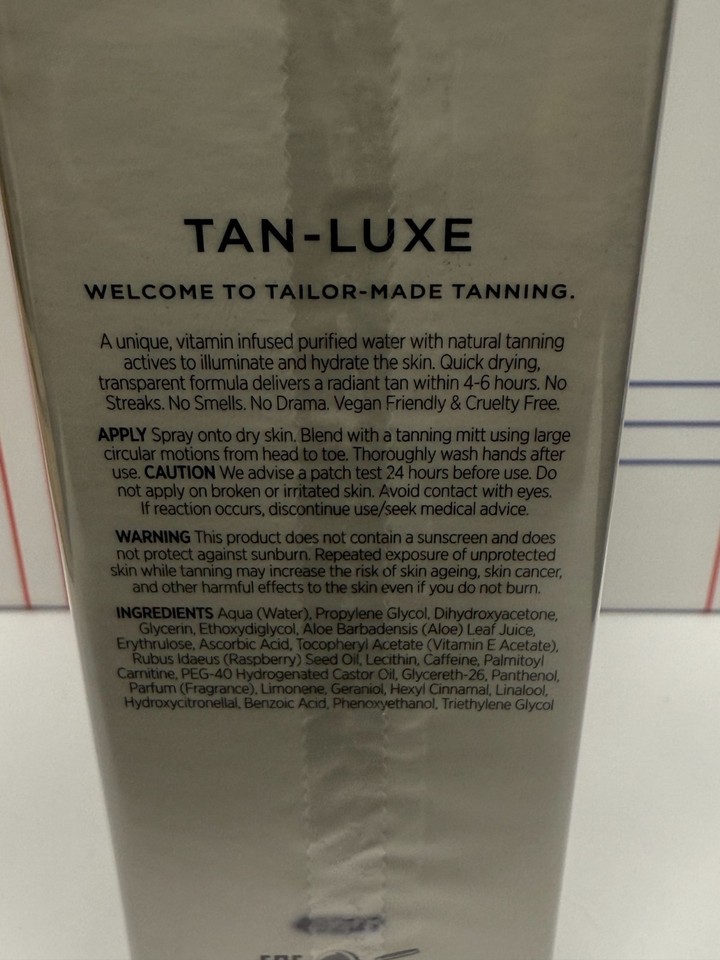 TAN-LUXE
WELCOME TO TAILOR-MADE TANNING.
A unique, vitamin infused purified water with natural tanning
actives to illuminate and hydrate the skin. Quick drying,
transparent formula delivers a radiant tan within 4-6 hours. No
Streaks. No Smells. No Drama. Vegan Friendly & Cruelty Free.
APPLY Spray onto dry skin. Blend with a tanning mitt using large
circular motions from head to toe. Thoroughly wash hands after
use. CAUTION We advise a patch test 24 hours before use. Do
not apply on broken or irritated skin. Avoid contact with eyes.
If reaction occurs, discontinue use/seek medical advice.
WARNING This product does not contain a sunscreen and does
not protect against sunburn. Repeated exposure of unprotected
skin while tanning may increase the risk of skin ageing, skin cancer,
and other harmful effects to the skin even if you do not burn.
INGREDIENTS Aqua (Water), Propylene Glycol, Dihydroxyacetone,
Glycerin, Ethoxydiglycol, Aloe Barbadensis (Aloe) Leaf Juice,
Erythrulose, Ascorbic Acid, Tocopheryl Acetate (Vitamin E Acetate),
Rubus Idaeus (Raspberry) Seed Oil, Lecithin, Caffeine, Palmitoyl
Carnitine, PEG-40 Hydrogenated Castor Oil, Glycereth-26, Panthenol,
Parfum (Fragrance), Limonene, Geraniol, Hexyl Cinnamal, Linalool,
Hydroxycitronellal, Benzoic Acid, Phenoxyethanol, Triethylene Glycol